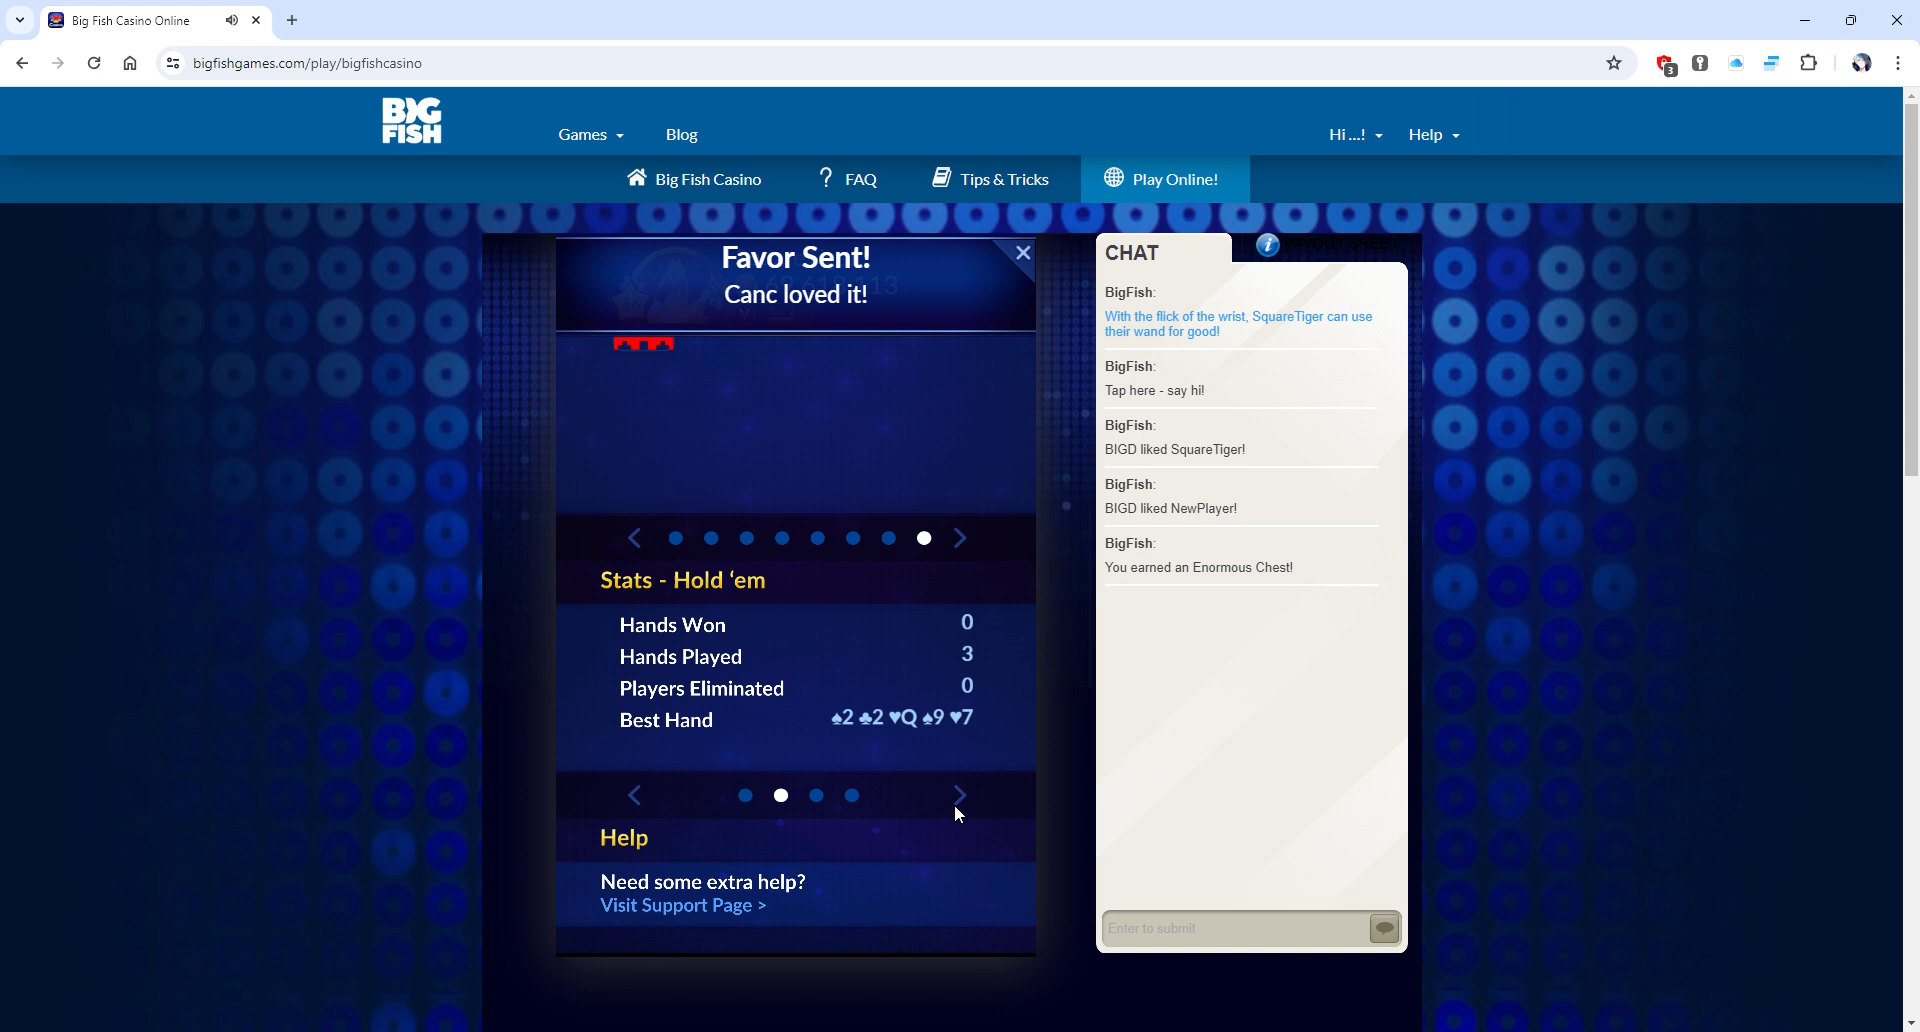 Big Fish Casino Online
bigfishgames.com/play/bigfishcasino
3
BIG
FISH
Games
Blog
Hi ...!
Help
Big Fish Casino
? FAQ
Tips & Tricks
Play Online!
Favor Sent!
Canc loved it!
Stats - Hold ‘em
Hands Won 0
Hands Played 3
Players Eliminated 0
Best Hand ♠2 ♣2 ♥Q ♠9 ♥7
Help
Need some extra help?
Visit Support Page >
CHAT
i PAYOUT SHEET
BigFish:
With the flick of the wrist, SquareTiger can use
their wand for good!
BigFish:
Tap here - say hi!
BigFish:
BIGD liked SquareTiger!
BigFish:
BIGD liked NewPlayer!
BigFish:
You earned an Enormous Chest!
Enter to submit